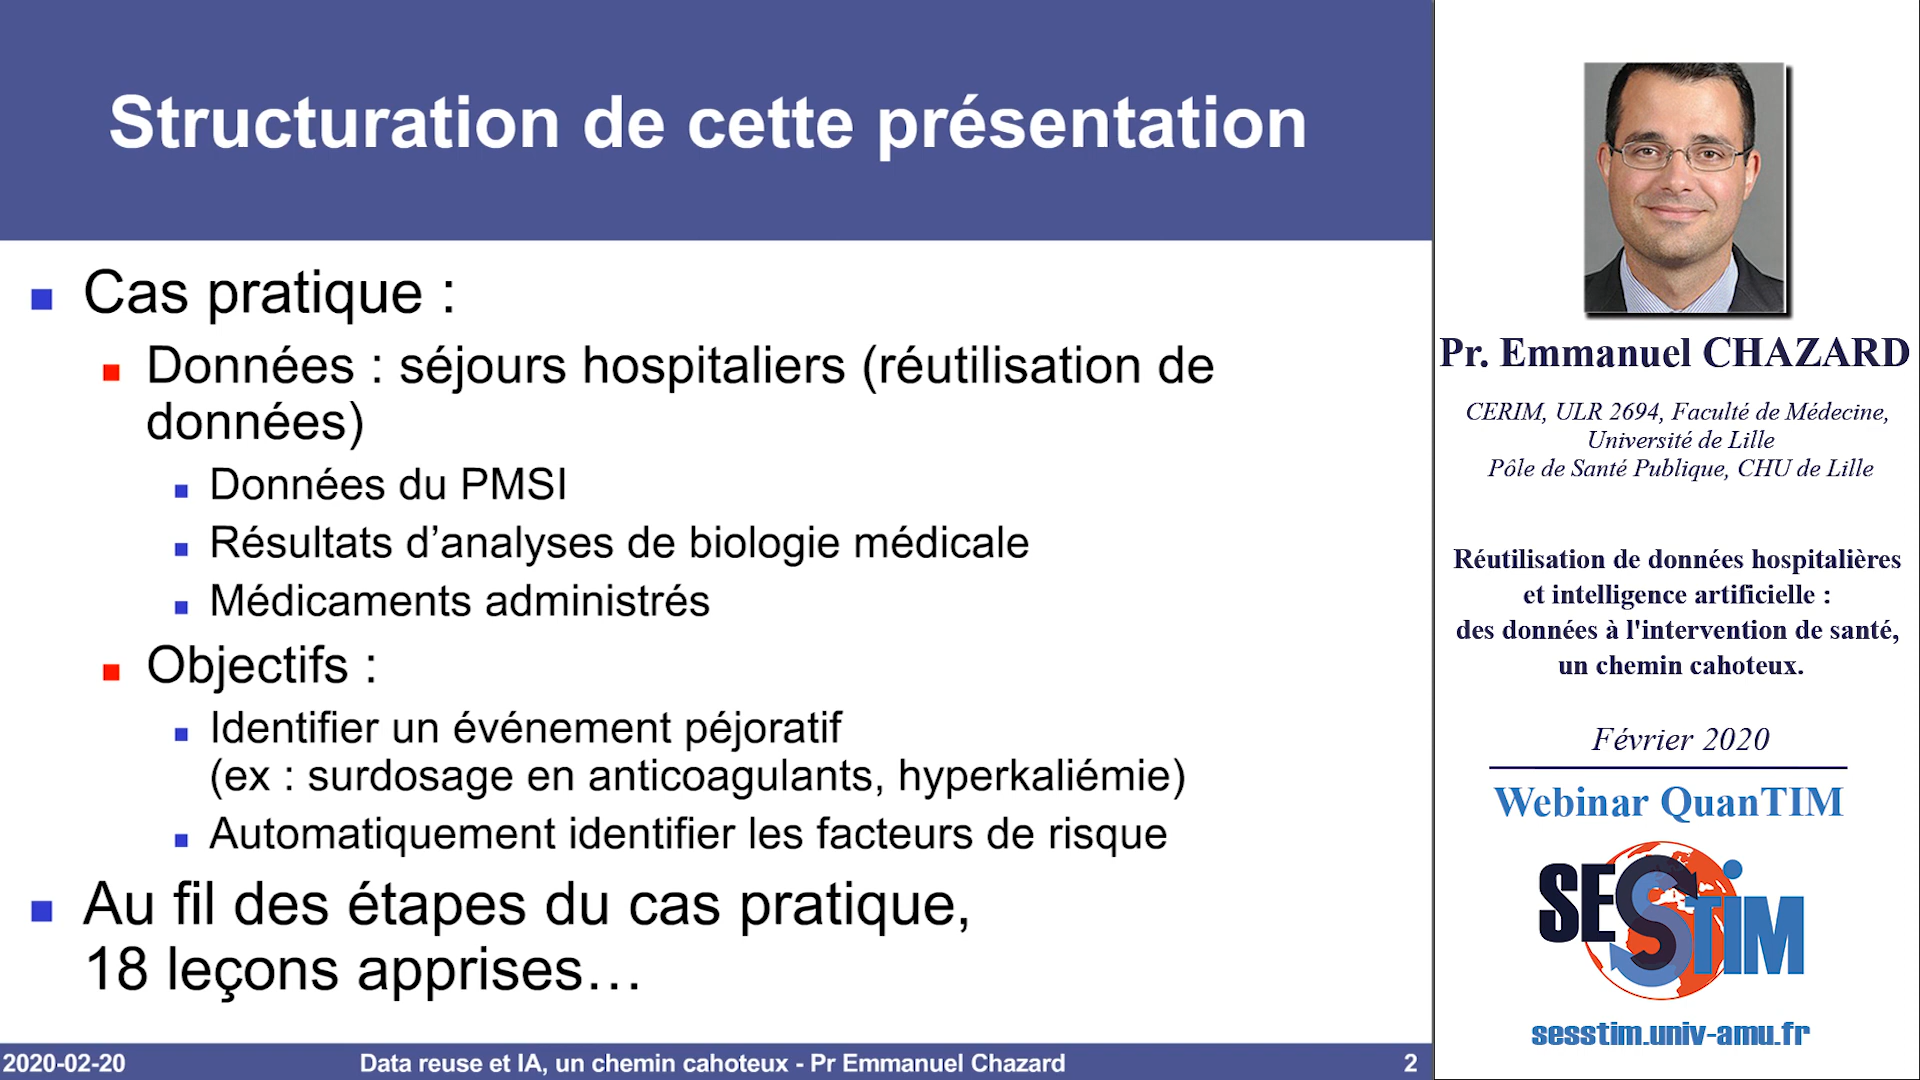 Structuration de cette présentation
Cas pratique :
Données : séjours hospitaliers (réutilisation de
données)
Données du PMSI
Résultats d’analyses de biologie médicale
Médicaments administrés
Objectifs :
Identifier un événement péjoratif
(ex : surdosage en anticoagulants, hyperkaliémie)
Automatiquement identifier les facteurs de risque
Au fil des étapes du cas pratique,
18 leçons apprises…
2020-02-20
Data reuse et IA, un chemin cahoteux - Pr Emmanuel Chazard
2
Pr. Emmanuel CHAZARD
CERIM, ULR 2694, Faculté de Médecine,
Université de Lille
Pôle de Santé Publique, CHU de Lille
Réutilisation de données hospitalières
et intelligence artificielle :
des données à l'intervention de santé,
un chemin cahoteux.
Février 2020
Webinar QuanTIM
SESSTIM
sesstim.univ-amu.fr